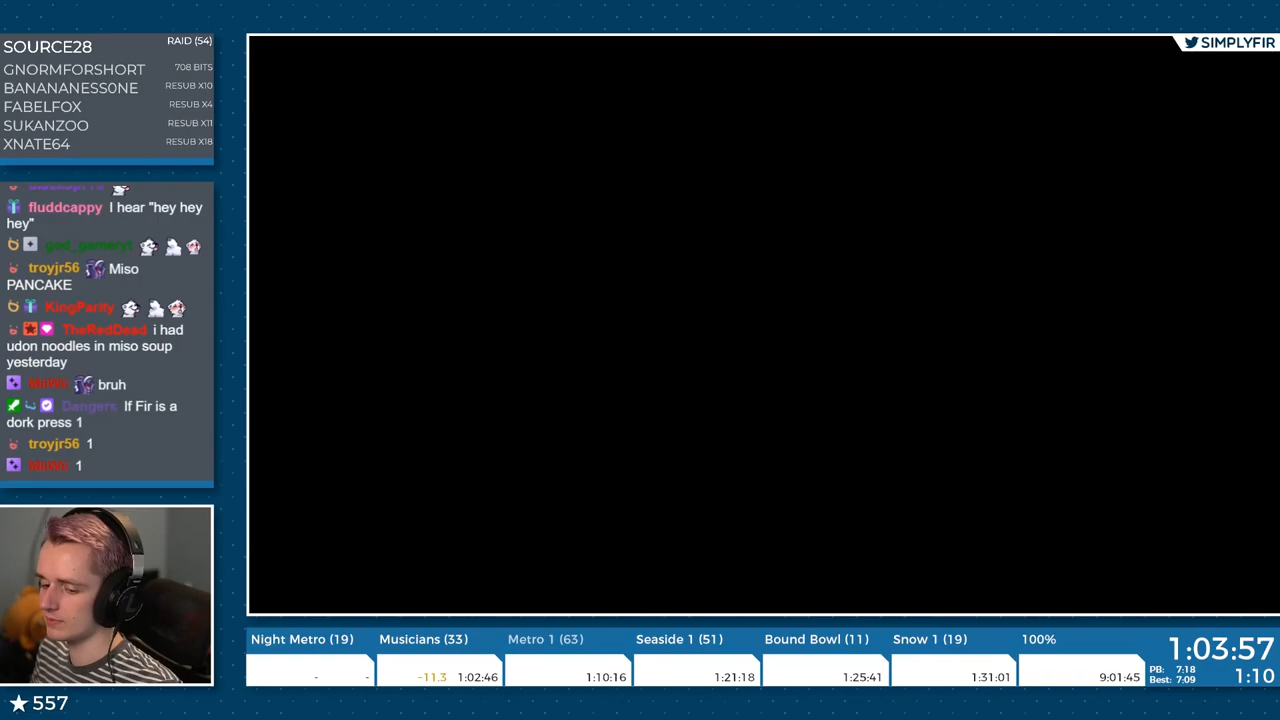 SOURCE28 RAID (54)
GNORMFORSHORT 708 BITS
BANANANESS0NE RESUB X10
FABELFOX RESUB X4
SUKANZOO RESUB X11
XNATE64 RESUB X18
SIMPLYFIR
fluddcappy I hear "hey hey
hey"
god_gameryt
troyjr56 Miso
PANCAKE
KingParity
TheRedDead i had
udon noodles in miso soup
yesterday
bruh
Dangers If Fir is a
dork press 1
troyjr56 1
1
Night Metro (19) Musicians (33) Metro 1 (63) Seaside 1 (51) Bound Bowl (11) Snow 1 (19) 100%
- - -11.3 1:02:46 1:10:16 1:21:18 1:25:41 1:31:01 9:01:45
1:03:57
PB: 7:18
Best: 7:09 1:10
★ 557